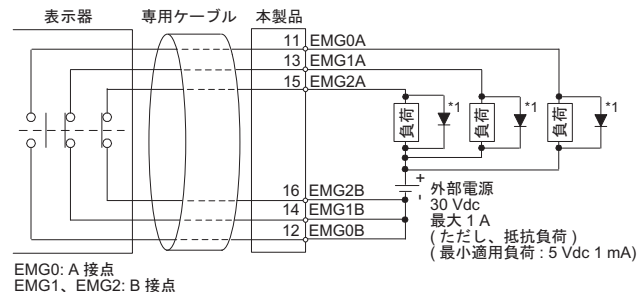 表示器
専用ケーブル
本製品
11 EMG0A
13 EMG1A
15 EMG2A
*1
*1
*1
負荷
負荷
負荷
+
-
16 EMG2B
14 EMG1B
12 EMG0B
外部電源
30 Vdc
最大 1 A
( ただし、抵抗負荷 )
( 最小適用負荷 : 5 Vdc 1 mA)
EMG0: A 接点
EMG1、EMG2: B 接点